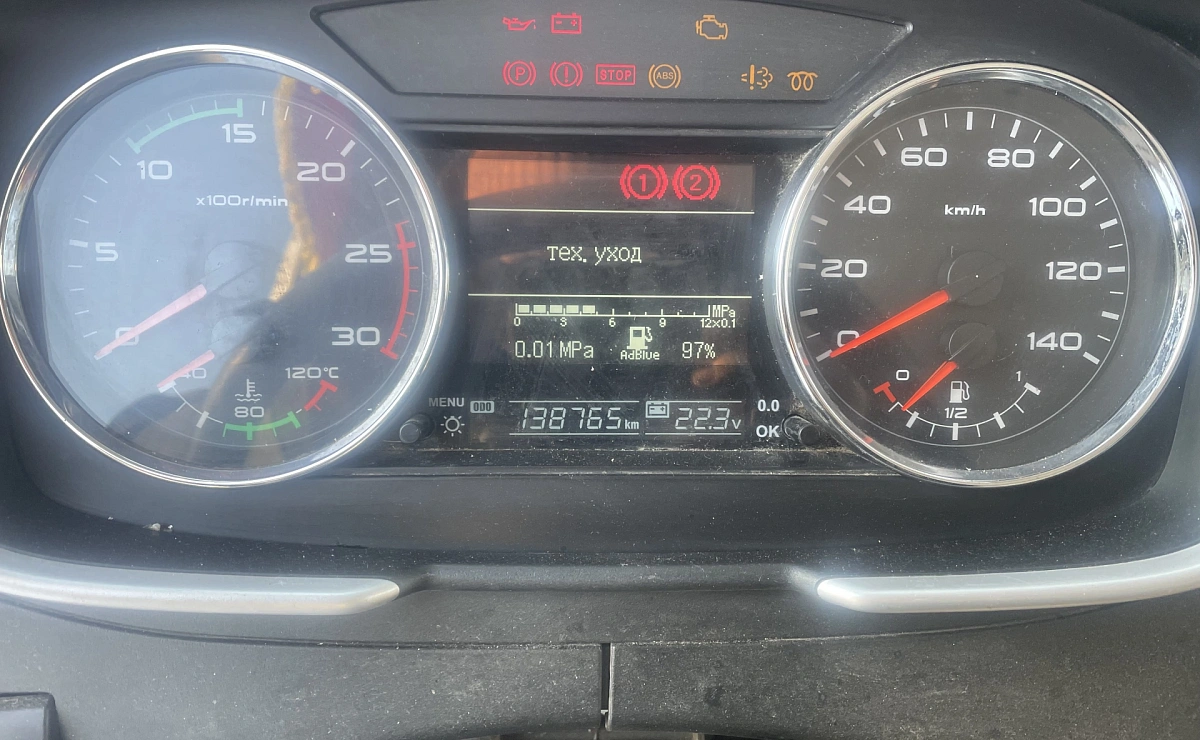 P ! STOP ABS
1 2
15
10 20
x100r/min
5 25
0 30
40 120°C
80
тех. уход
MPa
0 3 6 9 12x0.1
0.01 MPa AdBlue 97%
MENU
138765 km 22.3 v
0.0
OK
60 80
40 km/h 100
20 120
0 140
0 1
1/2